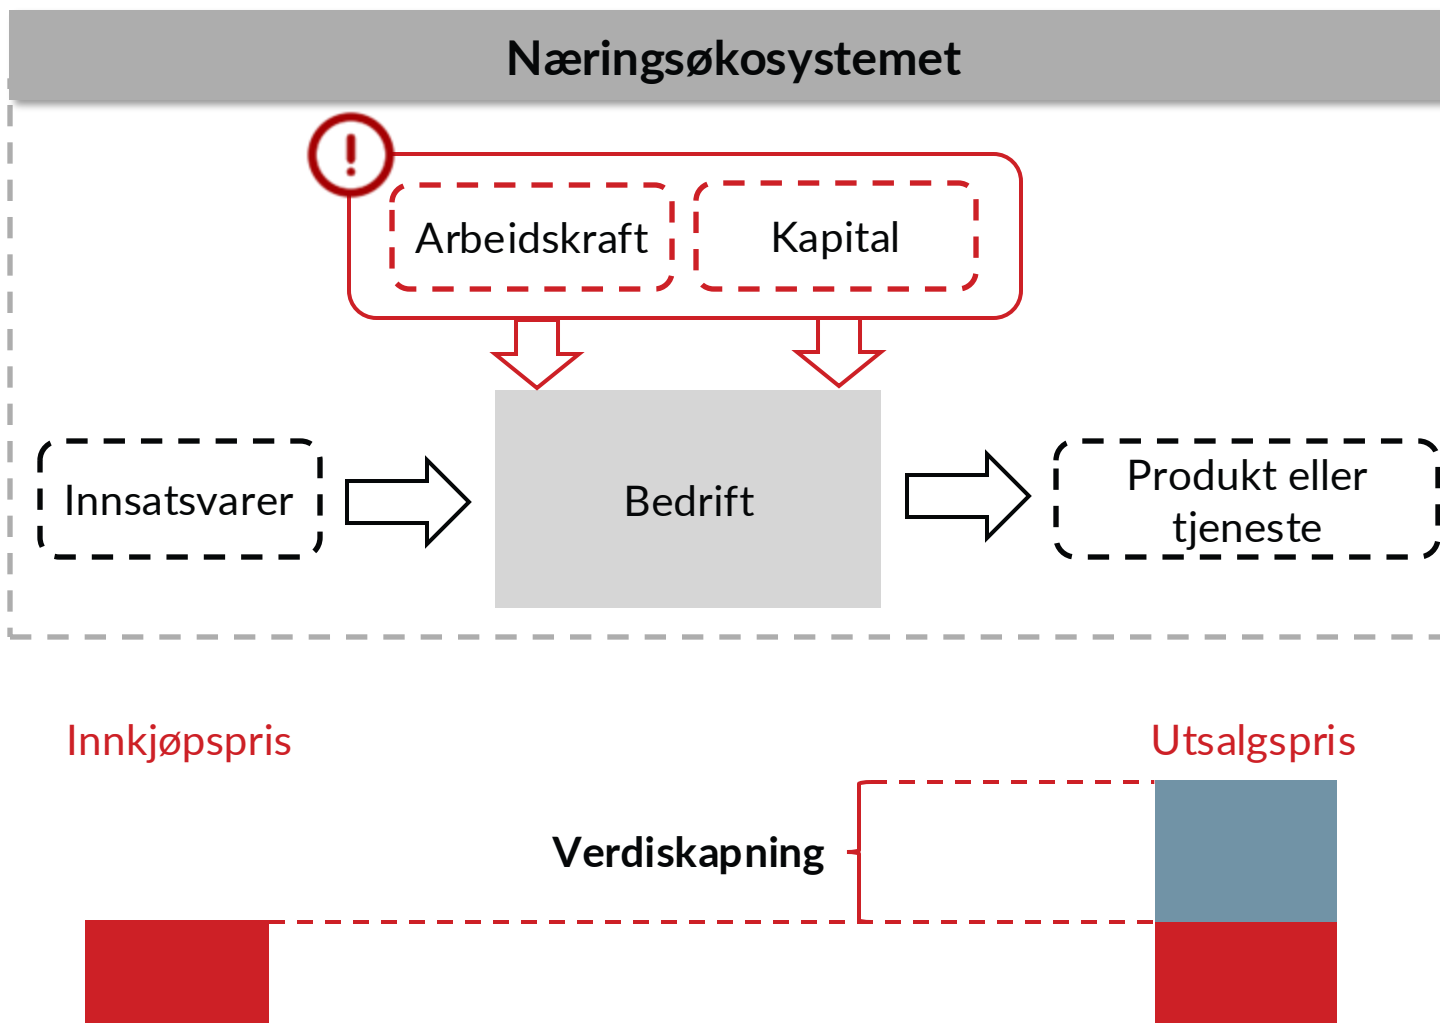 Næringsøkosystemet
!
Arbeidskraft
Kapital
Innsatsvarer
Bedrift
Produkt eller
tjeneste
Innkjøpspris
Utsalgspris
Verdiskapning